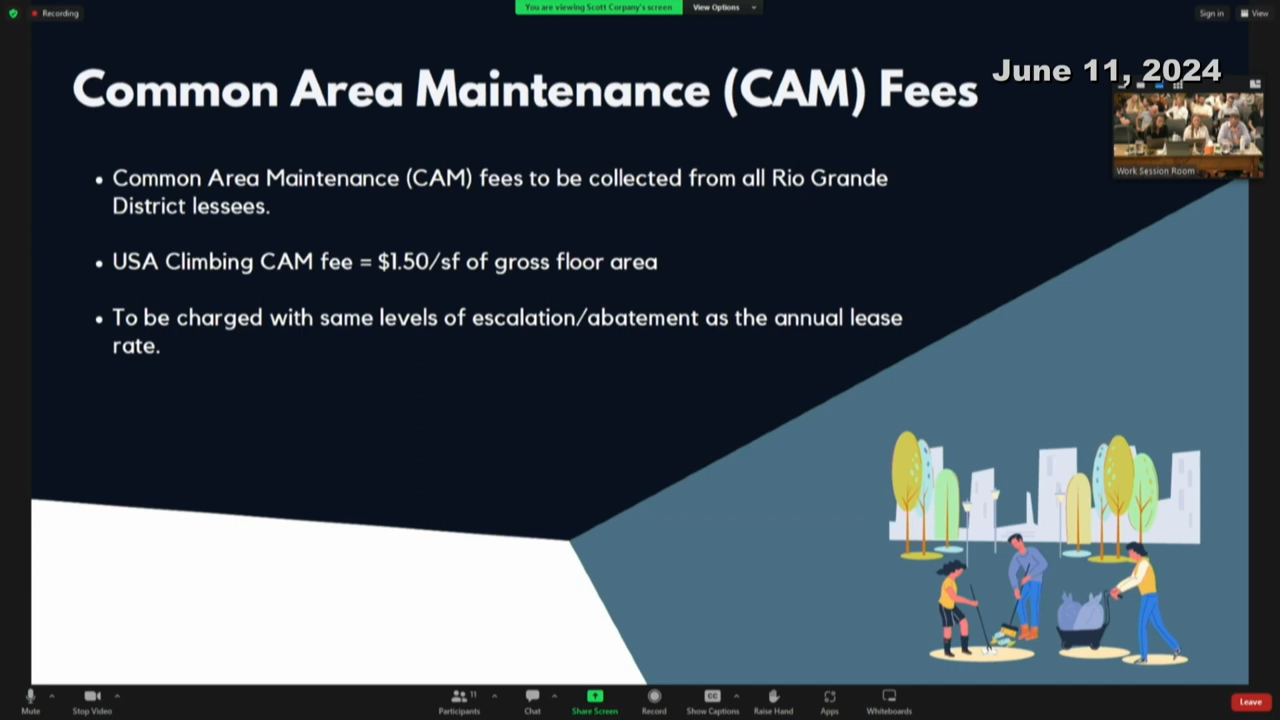 Recording
You are viewing Scott Corpany's screen
View Options
Sign in
View
Common Area Maintenance (CAM) Fees
June 11, 2024
Work Session Room
• Common Area Maintenance (CAM) fees to be collected from all Rio Grande
District lessees.
• USA Climbing CAM fee = $1.50/sf of gross floor area
• To be charged with same levels of escalation/abatement as the annual lease
rate.
Mute
Stop Video
11
Participants
Chat
Share Screen
Record
CC
Show Captions
Raise Hand
Apps
Whiteboards
Leave